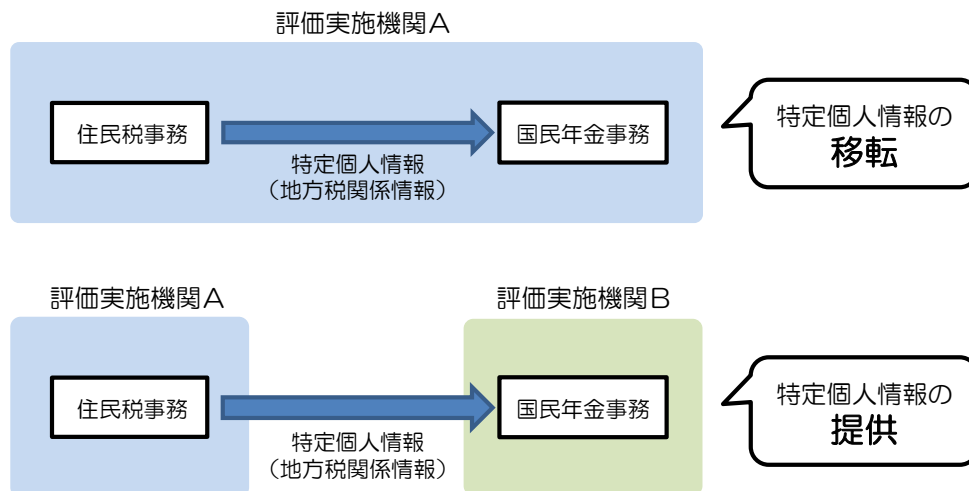 評価実施機関A
住民税事務
国民年金事務
特定個人情報
（地方税関係情報）
特定個人情報の
移転
評価実施機関A
評価実施機関B
住民税事務
国民年金事務
特定個人情報
（地方税関係情報）
特定個人情報の
提供